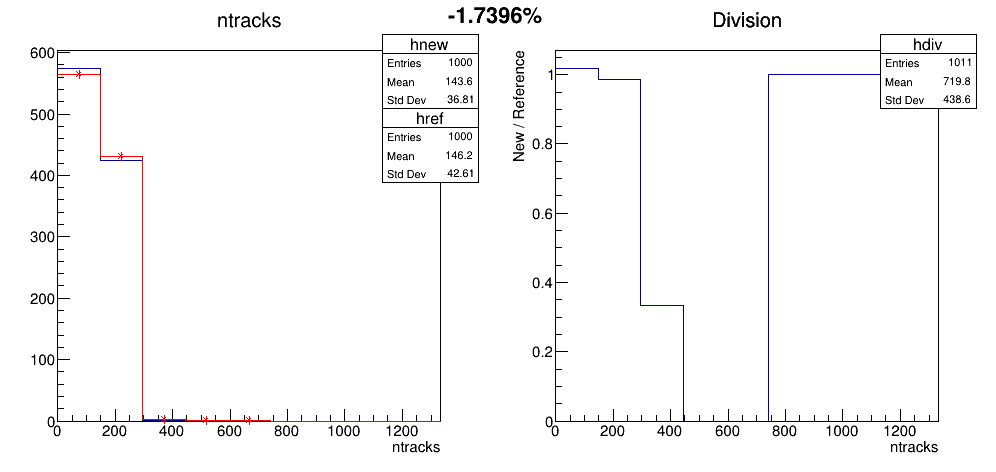 -1.7396%
ntracks
hnew
Entries 1000
Mean 143.6
Std Dev 36.81
href
Entries 1000
Mean 146.2
Std Dev 42.61
600
500
400
300
200
100
0
0 200 400 600 800 1000 1200
ntracks
Division
hdiv
Entries 1011
Mean 719.8
Std Dev 438.6
New / Reference
1
0.8
0.6
0.4
0.2
0
0 200 400 600 800 1000 1200
ntracks